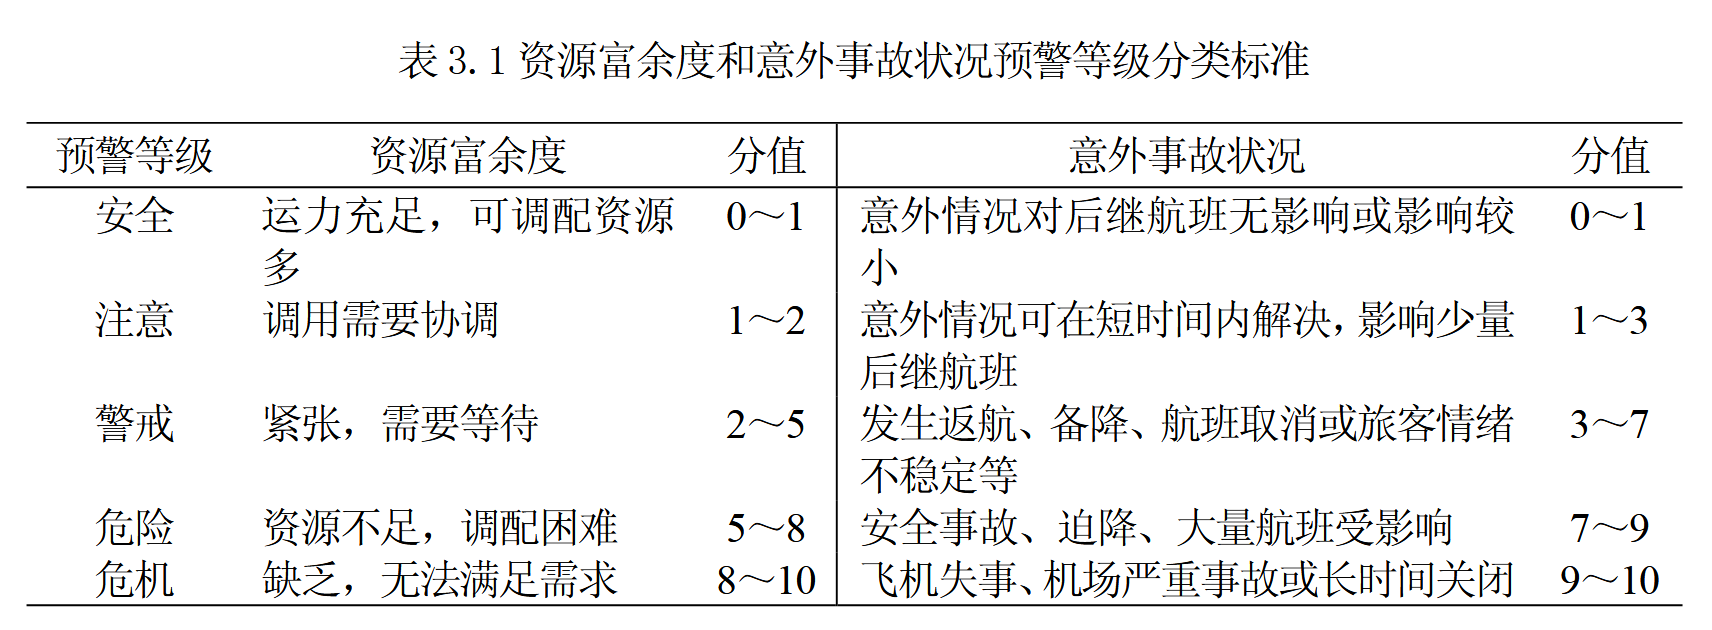 表 3.1 资源富余度和意外事故状况预警等级分类标准
预警等级 资源富余度 分值 意外事故状况 分值
安全 运力充足，可调配资源 0～1 意外情况对后继航班无影响或影响较 0～1
多 小
注意 调用需要协调 1～2 意外情况可在短时间内解决，影响少量 1～3
后继航班
警戒 紧张，需要等待 2～5 发生返航、备降、航班取消或旅客情绪 3～7
不稳定等
危险 资源不足，调配困难 5～8 安全事故、迫降、大量航班受影响 7～9
危机 缺乏，无法满足需求 8～10 飞机失事、机场严重事故或长时间关闭 9～10